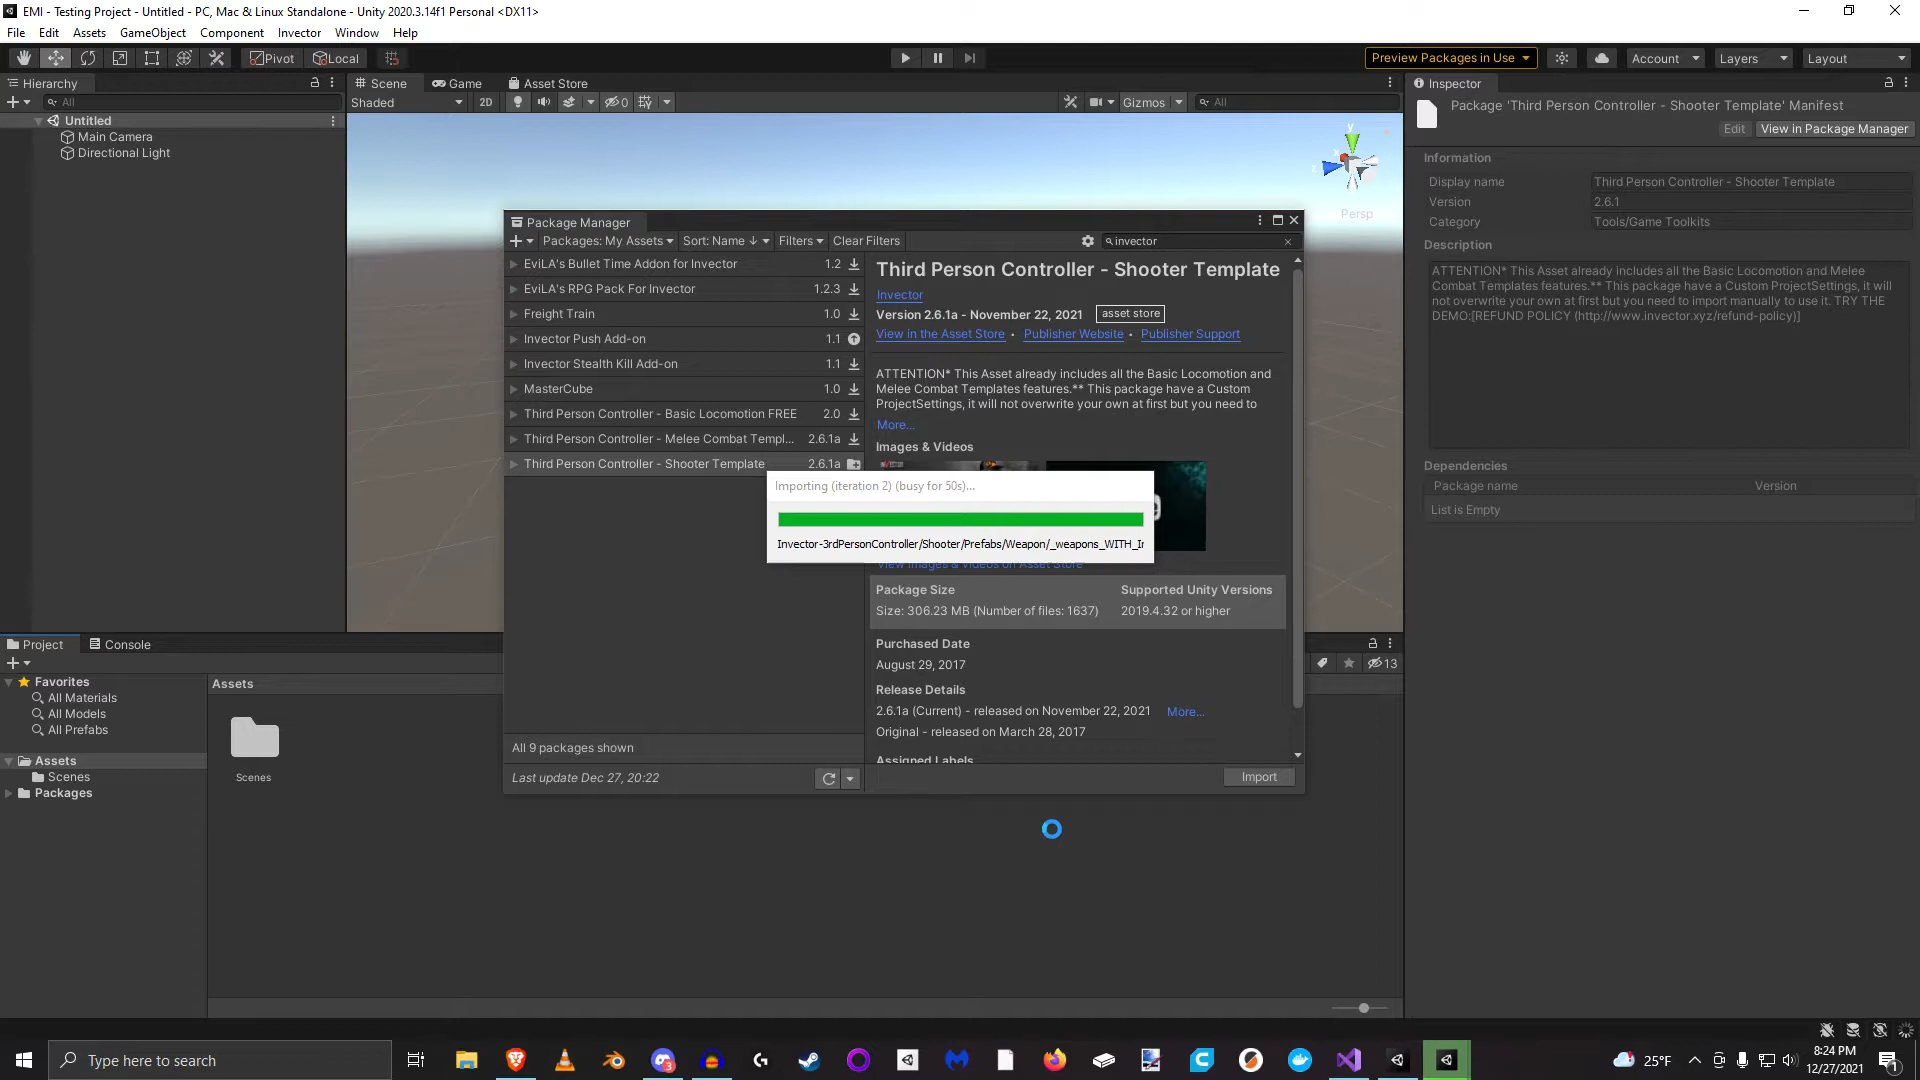 EMI - Testing Project - Untitled - PC, Mac & Linux Standalone - Unity 2020.3.14f1 Personal <DX11>
File Edit Assets GameObject Component Invector Window Help
Pivot Local Preview Packages in Use Account Layers Layout
Hierarchy
All
Untitled
Main Camera
Directional Light
Scene Game Asset Store
Shaded 2D 0 Gizmos All
y
Persp
Package Manager
Packages: My Assets Sort: Name ↓ Filters Clear Filters invector
EviLA's Bullet Time Addon for Invector 1.2
EviLA's RPG Pack For Invector 1.2.3
Freight Train 1.0
Invector Push Add-on 1.1
Invector Stealth Kill Add-on 1.1
MasterCube 1.0
Third Person Controller - Basic Locomotion FREE 2.0
Third Person Controller - Melee Combat Templ... 2.6.1a
Third Person Controller - Shooter Template 2.6.1a
All 9 packages shown
Last update Dec 27, 20:22
Third Person Controller - Shooter Template
Invector
Version 2.6.1a - November 22, 2021 asset store
View in the Asset Store • Publisher Website • Publisher Support
ATTENTION* This Asset already includes all the Basic Locomotion and
Melee Combat Templates features.** This package have a Custom
ProjectSettings, it will not overwrite your own at first but you need to
More...
Images & Videos
Importing (iteration 2) (busy for 50s)...
Invector-3rdPersonController/Shooter/Prefabs/Weapon/_weapons_WITH_Ir
View Images & Videos on Asset Store
Package Size Supported Unity Versions
Size: 306.23 MB (Number of files: 1637) 2019.4.32 or higher
Purchased Date
August 29, 2017
Release Details
2.6.1a (Current) - released on November 22, 2021 More...
Original - released on March 28, 2017
Assigned Labels
Import
Inspector
Package 'Third Person Controller - Shooter Template' Manifest
Edit View in Package Manager
Information
Display name Third Person Controller - Shooter Template
Version 2.6.1
Category Tools/Game Toolkits
Description
ATTENTION* This Asset already includes all the Basic Locomotion and Melee
Combat Templates features.** This package have a Custom ProjectSettings, it will
not overwrite your own at first but you need to import manually to use it. TRY THE
DEMO:[REFUND POLICY (http://www.invector.xyz/refund-policy)]
Dependencies
Package name Version
List is Empty
Project Console
13
Favorites
All Materials
All Models
All Prefabs
Assets
Scenes
Packages
Assets
Scenes
Type here to search
3
25°F
8:24 PM
12/27/2021
1